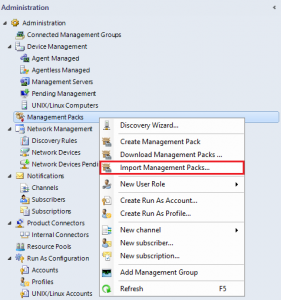 Administration
Administration
Connected Management Groups
Device Management
Agent Managed
Agentless Managed
Management Servers
Pending Management
UNIX/Linux Computers
Management Packs
Network Management
Discovery Rules
Network Devices
Network Devices Pendi
Notifications
Channels
Subscribers
Subscriptions
Product Connectors
Internal Connectors
Resource Pools
Run As Configuration
Accounts
Profiles
UNIX/Linux Accounts
Discovery Wizard...
Create Management Pack
Download Management Packs ...
Import Management Packs...
New User Role
Create Run As Account...
Create Run As Profile...
New channel
New subscriber...
New subscription...
Add Management Group
Refresh F5